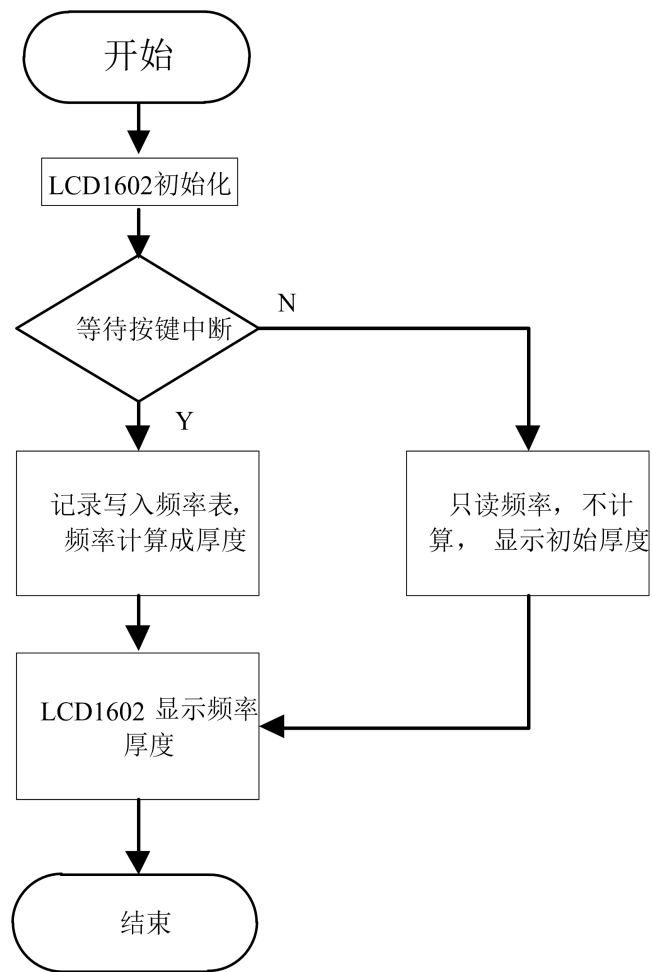 开始
LCD1602初始化
等待按键中断
N
Y
记录写入频率表，
频率计算成厚度
只读频率，不计
算， 显示初始厚度
LCD1602 显示频率
厚度
结束